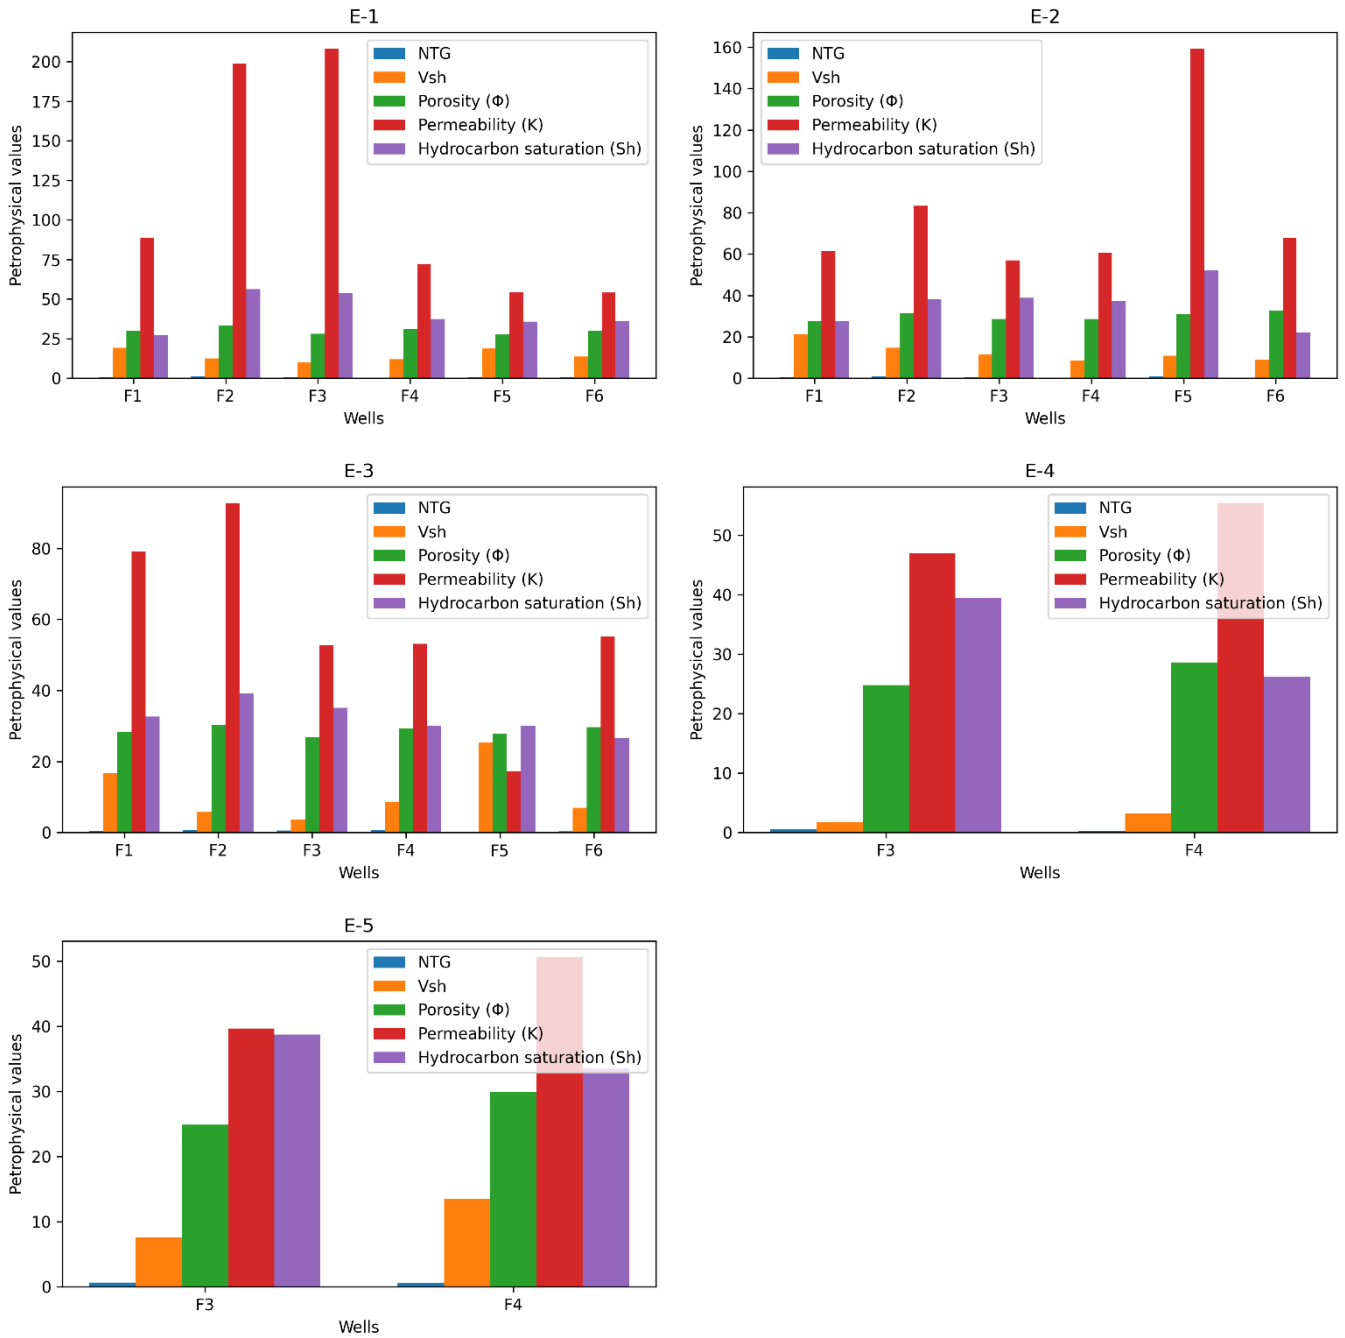 E-1
Petrophysical values
200
175
150
125
100
75
50
25
0
NTG
Vsh
Porosity (Φ)
Permeability (K)
Hydrocarbon saturation (Sh)
F1 F2 F3 F4 F5 F6
Wells
E-2
Petrophysical values
160
140
120
100
80
60
40
20
0
NTG
Vsh
Porosity (Φ)
Permeability (K)
Hydrocarbon saturation (Sh)
F1 F2 F3 F4 F5 F6
Wells
E-3
Petrophysical values
80
60
40
20
0
NTG
Vsh
Porosity (Φ)
Permeability (K)
Hydrocarbon saturation (Sh)
F1 F2 F3 F4 F5 F6
Wells
E-4
Petrophysical values
50
40
30
20
10
0
NTG
Vsh
Porosity (Φ)
Permeability (K)
Hydrocarbon saturation (Sh)
F3 F4
Wells
E-5
Petrophysical values
50
40
30
20
10
0
NTG
Vsh
Porosity (Φ)
Permeability (K)
Hydrocarbon saturation (Sh)
F3 F4
Wells